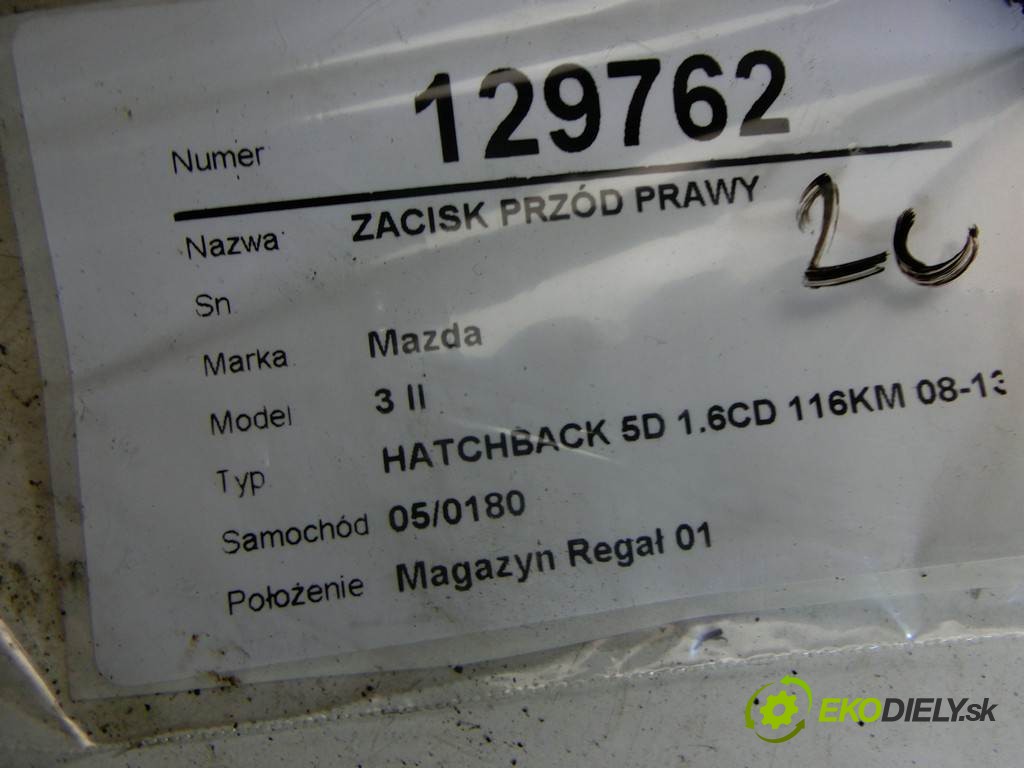 Numer 129762
Nazwa ZACISK PRZÓD PRAWY
Sn
Marka Mazda
Model 3 II
Typ HATCHBACK 5D 1.6CD 116KM 08-13
Samochód 05/0180
Położenie Magazyn Regał 01
EKODIELY.sk